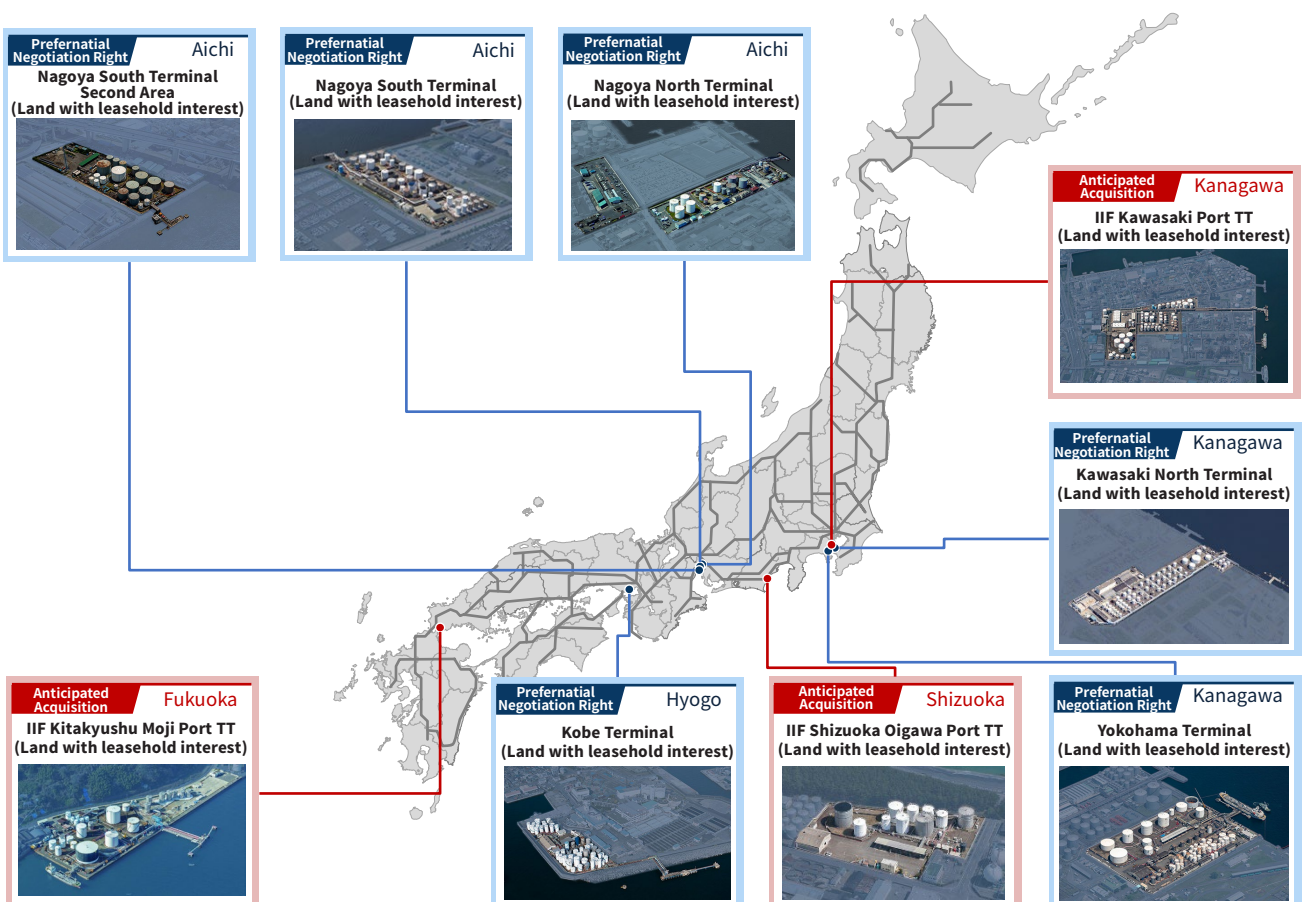 Prefernatial
Negotiation Right
Aichi
Nagoya South Terminal
Second Area
(Land with leasehold interest)
Prefernatial
Negotiation Right
Aichi
Nagoya South Terminal
(Land with leasehold interest)
Prefernatial
Negotiation Right
Aichi
Nagoya North Terminal
(Land with leasehold interest)
Anticipated
Acquisition
Kanagawa
IIF Kawasaki Port TT
(Land with leasehold interest)
Prefernatial
Negotiation Right
Kanagawa
Kawasaki North Terminal
(Land with leasehold interest)
Anticipated
Acquisition
Fukuoka
IIF Kitakyushu Moji Port TT
(Land with leasehold interest)
Prefernatial
Negotiation Right
Hyogo
Kobe Terminal
(Land with leasehold interest)
Anticipated
Acquisition
Shizuoka
IIF Shizuoka Oigawa Port TT
(Land with leasehold interest)
Prefernatial
Negotiation Right
Kanagawa
Yokohama Terminal
(Land with leasehold interest)